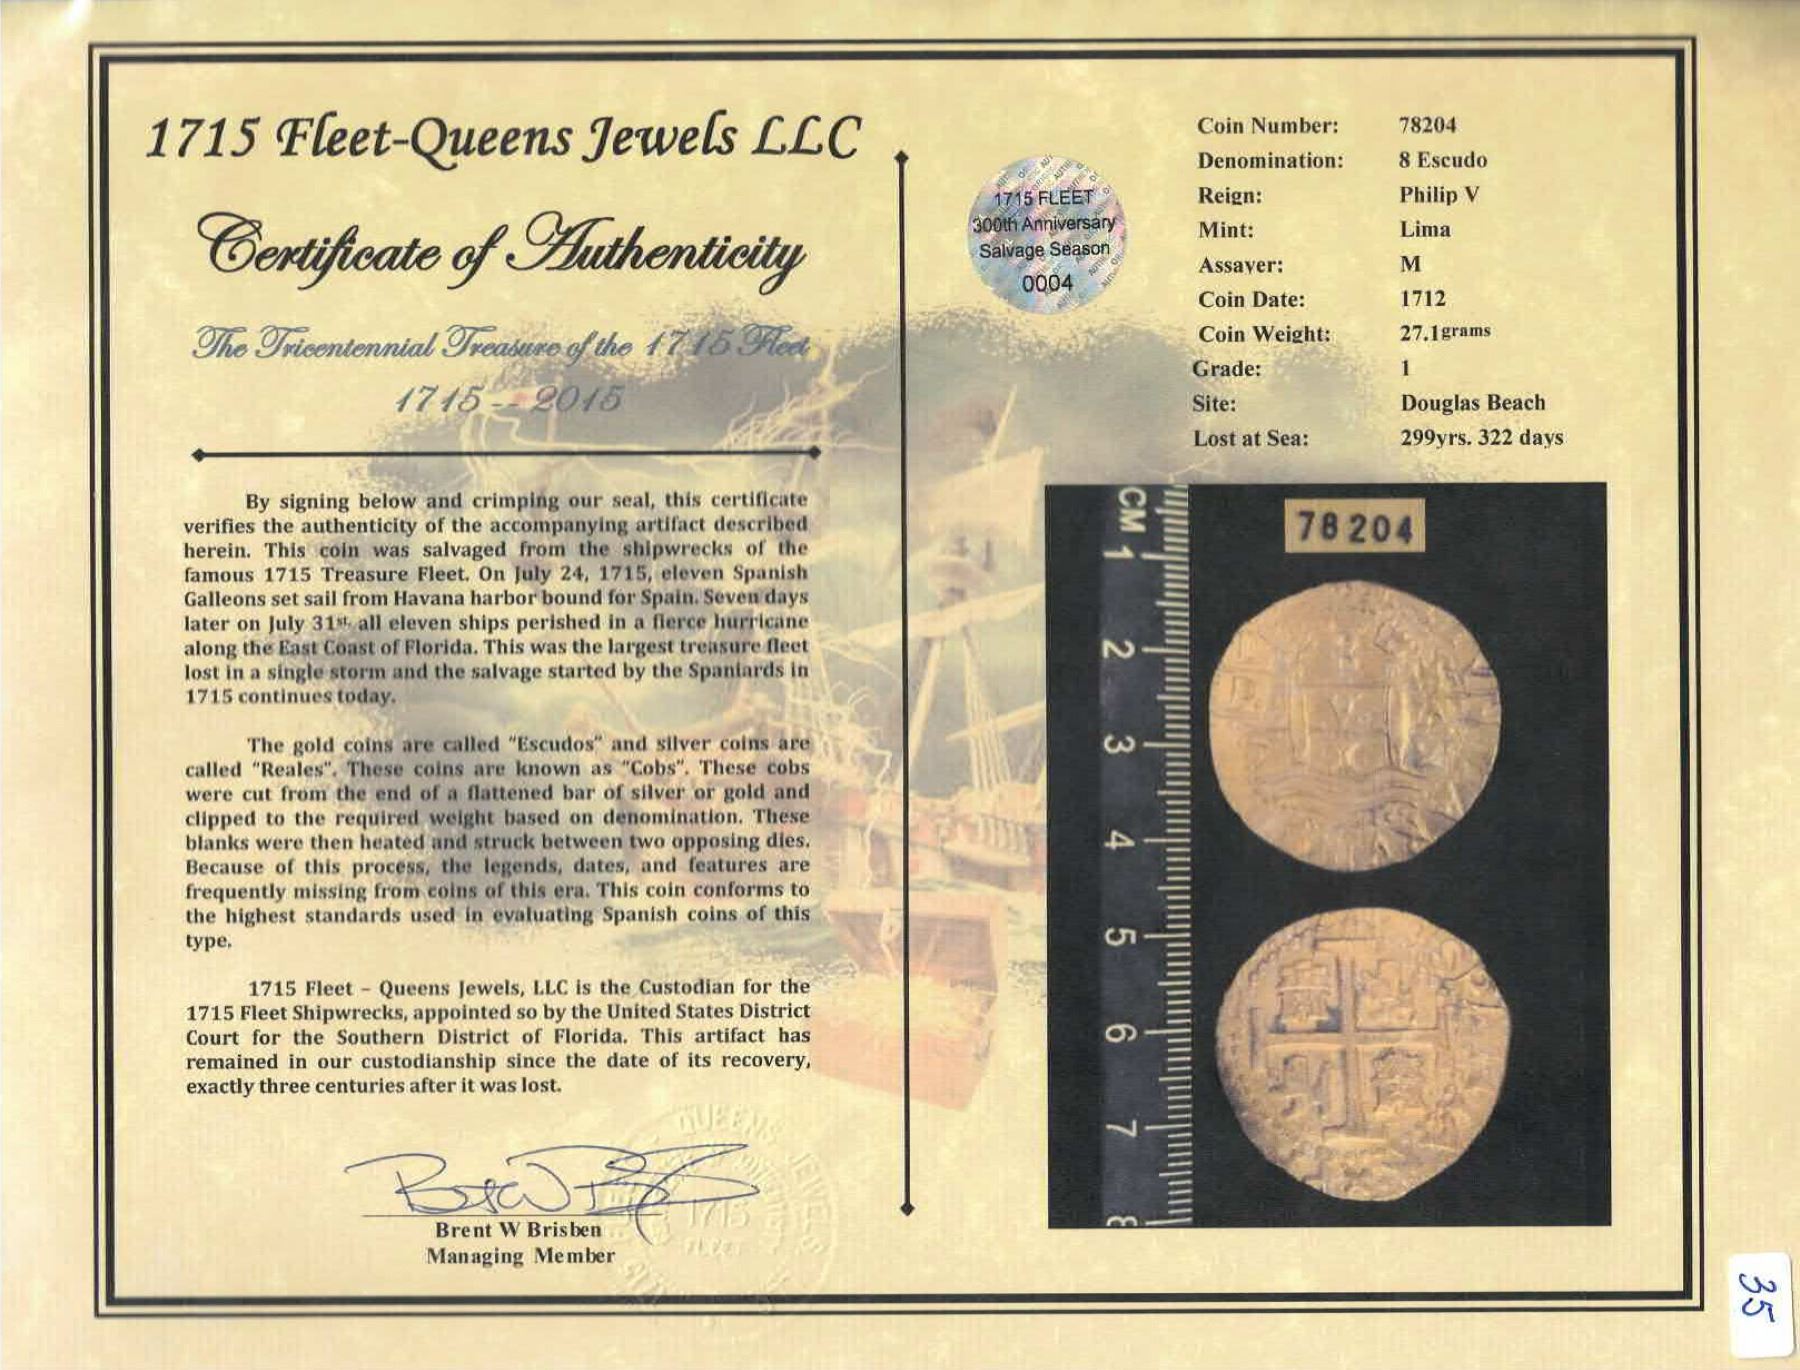 1715 Fleet-Queens Jewels LLC
Certificate of Authenticity
The Tricentennial Treasure of the 1715 Fleet
1715 -- 2015
By signing below and crimping our seal, this certificate
verifies the authenticity of the accompanying artifact described
herein. This coin was salvaged from the shipwrecks of the
famous 1715 Treasure Fleet. On July 24, 1715, eleven Spanish
Galleons set sail from Havana harbor bound for Spain. Seven days
later on July 31st, all eleven ships perished in a fierce hurricane
along the East Coast of Florida. This was the largest treasure fleet
lost in a single storm and the salvage started by the Spaniards in
1715 continues today.
The gold coins are called "Escudos" and silver coins are
called "Reales". These coins are known as "Cobs". These cobs
were cut from the end of a flattened bar of silver or gold and
clipped to the required weight based on denomination. These
blanks were then heated and struck between two opposing dies.
Because of this process, the legends, dates, and features are
frequently missing from coins of this era. This coin conforms to
the highest standards used in evaluating Spanish coins of this
type.
1715 Fleet – Queens Jewels, LLC is the Custodian for the
1715 Fleet Shipwrecks, appointed so by the United States District
Court for the Southern District of Florida. This artifact has
remained in our custodianship since the date of its recovery,
exactly three centuries after it was lost.
Brent W Brisben
Managing Member
QUEENS JEWELS
1715
FLEET
1715 FLEET
300th Anniversary
Salvage Season
0004
Coin Number: 78204
Denomination: 8 Escudo
Reign: Philip V
Mint: Lima
Assayer: M
Coin Date: 1712
Coin Weight: 27.1grams
Grade: 1
Site: Douglas Beach
Lost at Sea: 299yrs. 322 days
CM 1 2 3 4 5 6 7 8
78204
35